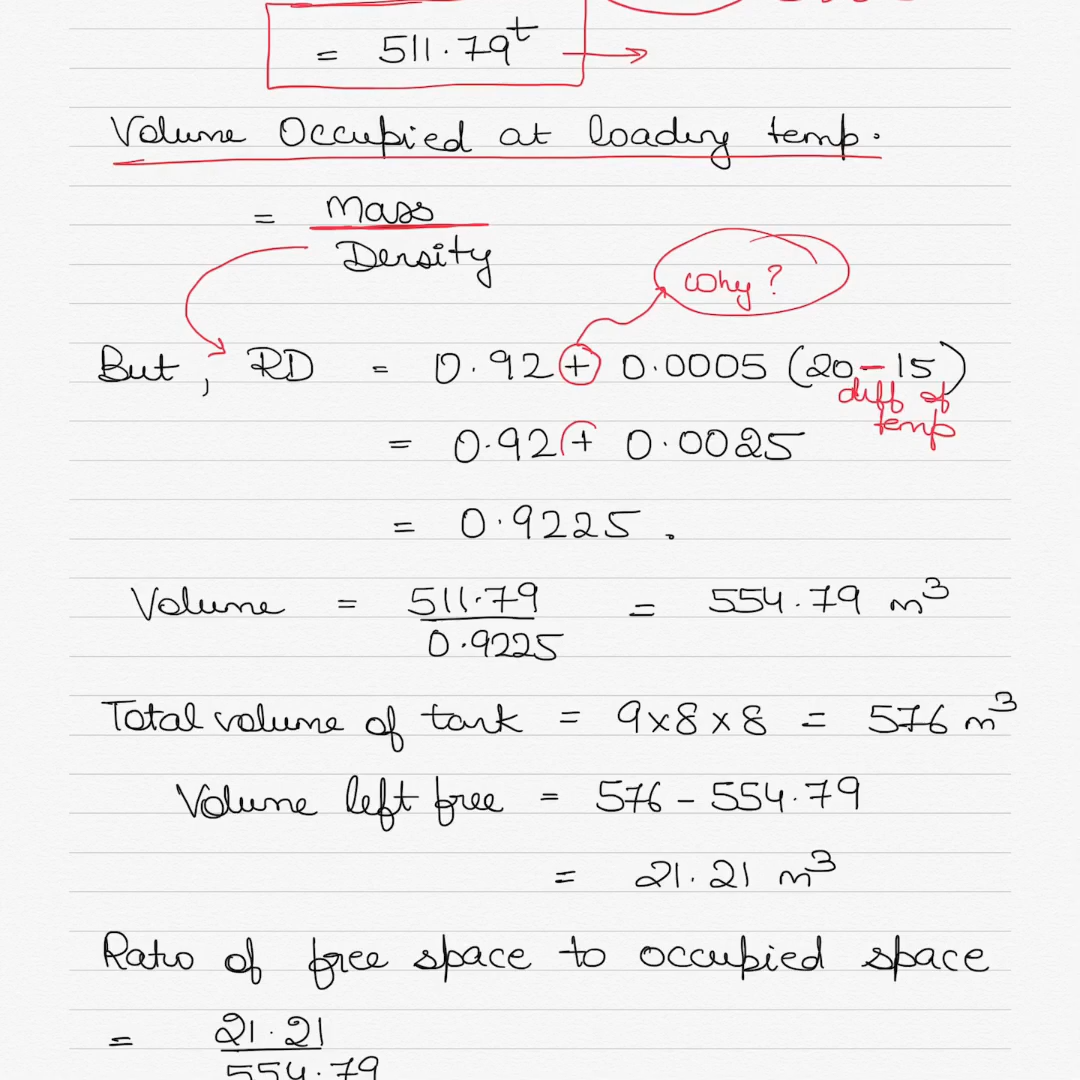 = 511.79t
Volume Occupied at loading temp.
= Mass
Density
Why?
But, RD = 0.92 + 0.0005 (20-15)
diff of
temp
= 0.92 + 0.0025
= 0.9225.
Volume = 511.79 = 554.79 m³
0.9225
Total volume of tank = 9x8x8 = 576 m³
Volume left free = 576 - 554.79
= 21.21 m³
Ratio of free space to occupied space
= 21.21
554.79